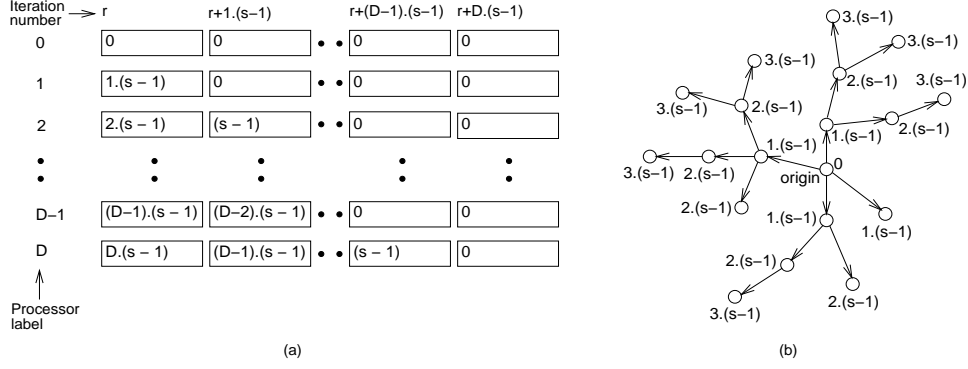 Iteration
number
r
r+1.(s−1)
r+(D−1).(s−1)
r+D.(s−1)
0
0
0
0
0
1
1.(s − 1)
0
0
0
2
2.(s − 1)
(s − 1)
0
0
D−1
(D−1).(s − 1)
(D−2).(s − 1)
0
0
D
D.(s − 1)
(D−1).(s − 1)
(s − 1)
0
Processor
label
(a)
3.(s−1)
3.(s−1)
3.(s−1)
2.(s−1)
3.(s−1)
3.(s−1)
2.(s−1)
1.(s−1)
2.(s−1)
1.(s−1)
0
origin
3.(s−1)
2.(s−1)
2.(s−1)
1.(s−1)
1.(s−1)
2.(s−1)
3.(s−1)
2.(s−1)
(b)